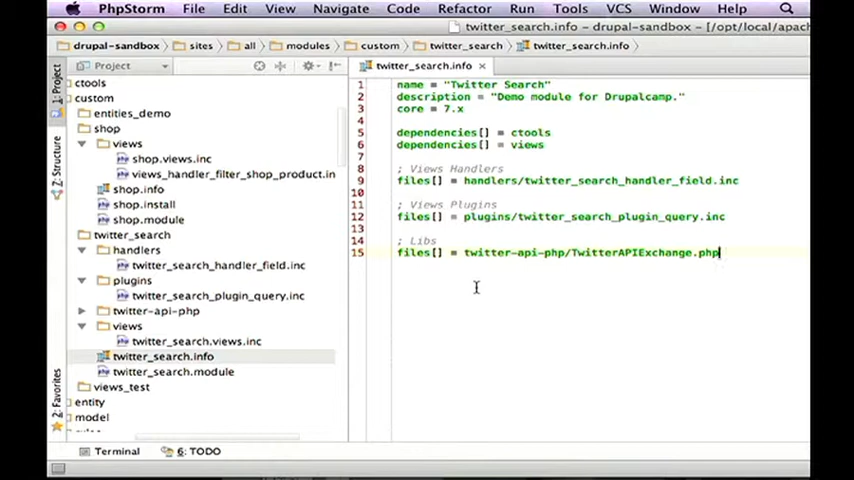 PhpStorm File Edit View Navigate Code Refactor Run Tools VCS Window Help
twitter_search.info – drupal-sandbox – [/opt/local/apach
drupal-sandbox sites all modules custom twitter_search twitter_search.info
1: Project
Z: Structure
2: Favorites
Project
ctools
custom
entities_demo
shop
views
shop.views.inc
views_handler_filter_shop_product.in
shop.info
shop.install
shop.module
twitter_search
handlers
twitter_search_handler_field.inc
plugins
twitter_search_plugin_query.inc
twitter-api-php
views
twitter_search.views.inc
twitter_search.info
twitter_search.module
views_test
entity
model
twitter_search.info
1 name = "Twitter Search"
2 description = "Demo module for Drupalcamp."
3 core = 7.x
4
5 dependencies[] = ctools
6 dependencies[] = views
7
8 ; Views Handlers
9 files[] = handlers/twitter_search_handler_field.inc
10
11 ; Views Plugins
12 files[] = plugins/twitter_search_plugin_query.inc
13
14 ; Libs
15 files[] = twitter-api-php/TwitterAPIExchange.php
Terminal 6: TODO